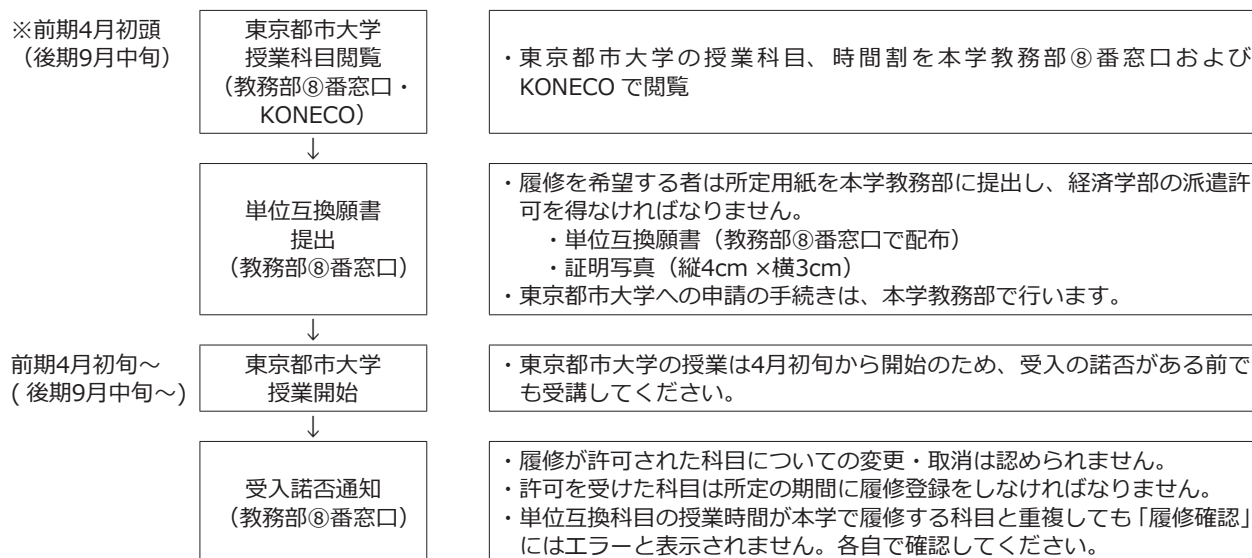 ※前期4月初頭
（後期9月中旬）
東京都市大学
授業科目閲覧
（教務部⑧番窓口・
KONECO）
・東京都市大学の授業科目、時間割を本学教務部⑧番窓口および
KONECO で閲覧
↓
単位互換願書
提出
（教務部⑧番窓口）
・履修を希望する者は所定用紙を本学教務部に提出し、経済学部の派遣許
可を得なければなりません。
・単位互換願書（教務部⑧番窓口で配布）
・証明写真（縦4cm ×横3cm）
・東京都市大学への申請の手続きは、本学教務部で行います。
↓
前期4月初旬～
( 後期9月中旬～)
東京都市大学
授業開始
・東京都市大学の授業は4月初旬から開始のため、受入の諾否がある前で
も受講してください。
↓
受入諾否通知
（教務部⑧番窓口）
・履修が許可された科目についての変更・取消は認められません。
・許可を受けた科目は所定の期間に履修登録をしなければなりません。
・単位互換科目の授業時間が本学で履修する科目と重複しても「履修確認」
にはエラーと表示されません。各自で確認してください。